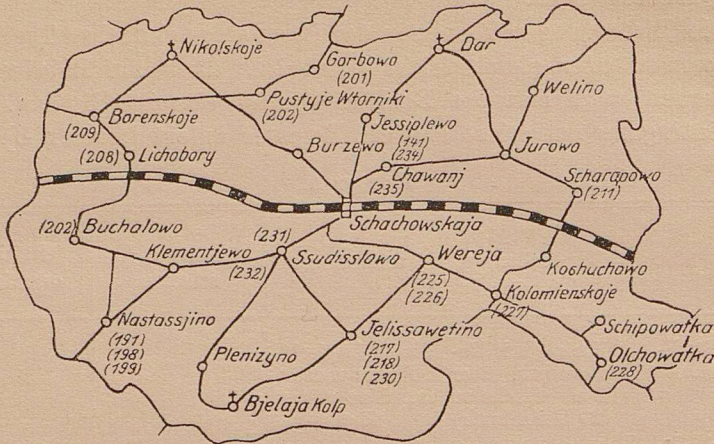 Nikolskoje
Dar
Gorbowo
(201)
Welino
Pustyje Wtorniki
(202)
Borenskoje
(209)
Jessiplewo
(141)
(234)
Burzewo
Jurowo
(208) Lichobory
Chawanj
(235)
Scharapowo
(211)
Schachowskaja
(202) Buchalowo
(231)
Ssudisslowo
Klementjewo
(232)
Wereja
(225)
(226)
Koshuchowo
Kolomienskoje
(227)
Nastassjino
(191)
(198)
(199)
Jelissawetino
(217)
(218)
(230)
Schipowatka
Olchowatka
(228)
Plenizyno
Bjelaja Kolp